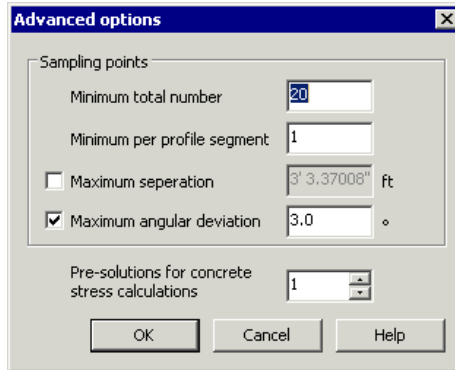 Advanced options
Sampling points
Minimum total number 20
Minimum per profile segment 1
Maximum seperation 3' 3.37008" ft
Maximum angular deviation 3.0 °
Pre-solutions for concrete
stress calculations 1
OK Cancel Help